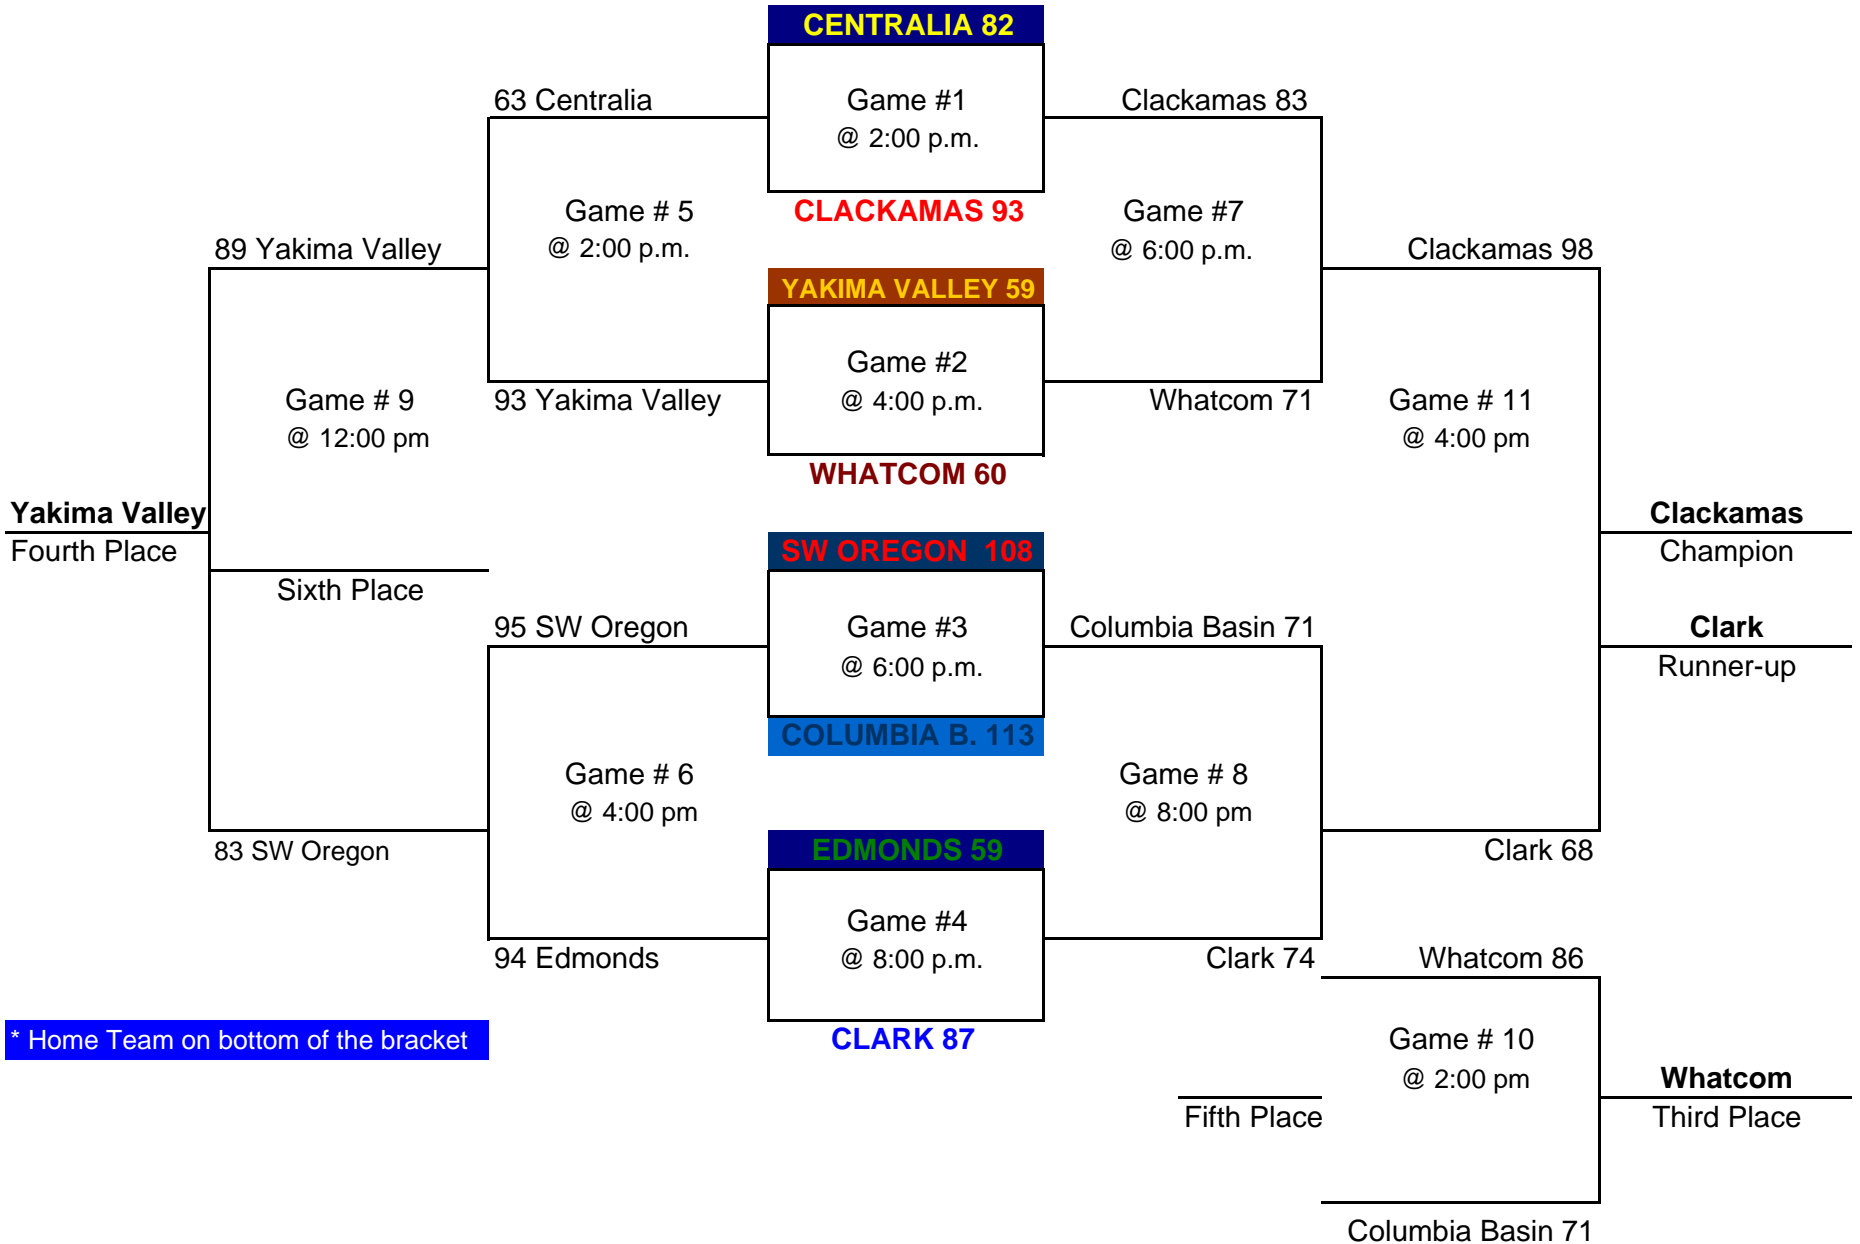 CENTRALIA 82
63 Centralia
Game #1
Clackamas 83
@ 2:00 p.m.
Game # 5
CLACKAMAS 93
Game #7
89 Yakima Valley
@ 2:00 p.m.
@ 6:00 p.m.
Clackamas 98
YAKIMA VALLEY 59
Game #2
Game # 9
93 Yakima Valley
@ 4:00 p.m.
Whatcom 71
Game # 11
@ 12:00 pm
@ 4:00 pm
WHATCOM 60
Yakima Valley
Clackamas
Fourth Place
SW OREGON 108
Champion
Sixth Place
95 SW Oregon
Game #3
Columbia Basin 71
Clark
@ 6:00 p.m.
Runner-up
COLUMBIA B. 113
Game # 6
Game # 8
@ 4:00 pm
@ 8:00 pm
83 SW Oregon
EDMONDS 59
Clark 68
Game #4
94 Edmonds
@ 8:00 p.m.
Clark 74
Whatcom 86
* Home Team on bottom of the bracket
CLARK 87
Game # 10
@ 2:00 pm
Whatcom
Fifth Place
Third Place
Columbia Basin 71